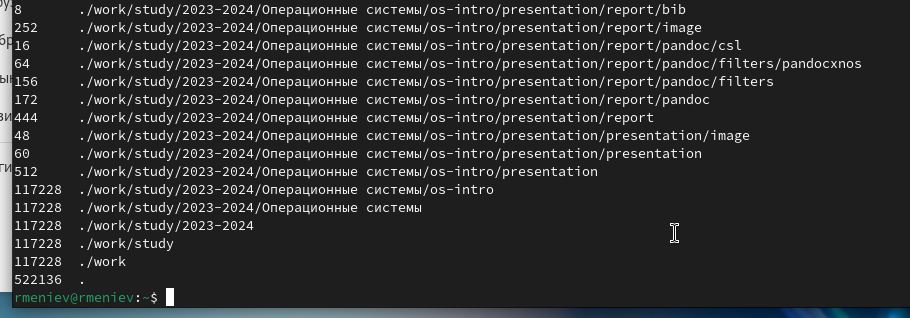 8 ./work/study/2023-2024/Операционные системы/os-intro/presentation/report/bib
252 ./work/study/2023-2024/Операционные системы/os-intro/presentation/report/image
16 ./work/study/2023-2024/Операционные системы/os-intro/presentation/report/pandoc/csl
64 ./work/study/2023-2024/Операционные системы/os-intro/presentation/report/pandoc/filters/pandocxnos
156 ./work/study/2023-2024/Операционные системы/os-intro/presentation/report/pandoc/filters
172 ./work/study/2023-2024/Операционные системы/os-intro/presentation/report/pandoc
444 ./work/study/2023-2024/Операционные системы/os-intro/presentation/report
48 ./work/study/2023-2024/Операционные системы/os-intro/presentation/presentation/image
60 ./work/study/2023-2024/Операционные системы/os-intro/presentation/presentation
512 ./work/study/2023-2024/Операционные системы/os-intro/presentation
117228 ./work/study/2023-2024/Операционные системы/os-intro
117228 ./work/study/2023-2024/Операционные системы
117228 ./work/study/2023-2024
117228 ./work/study
117228 ./work
522136 .
rmeniev@rmeniev:~$